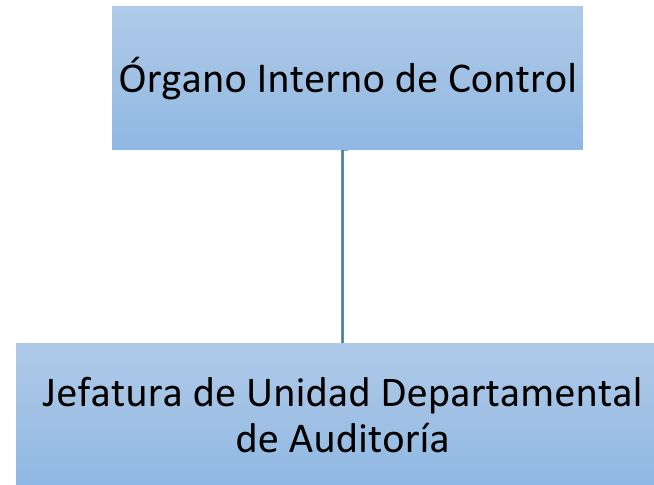 Órgano Interno de Control
Jefatura de Unidad Departamental
de Auditoría